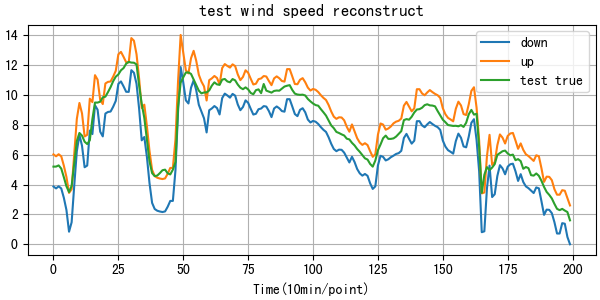 test wind speed reconstruct
down
up
test true
14
12
10
8
6
4
2
0
0 25 50 75 100 125 150 175 200
Time(10min/point)